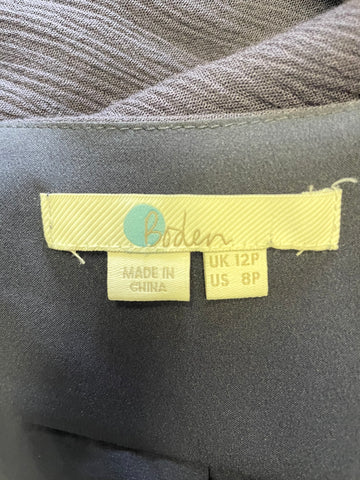 Boden
MADE IN
CHINA
UK 12P
US 8P